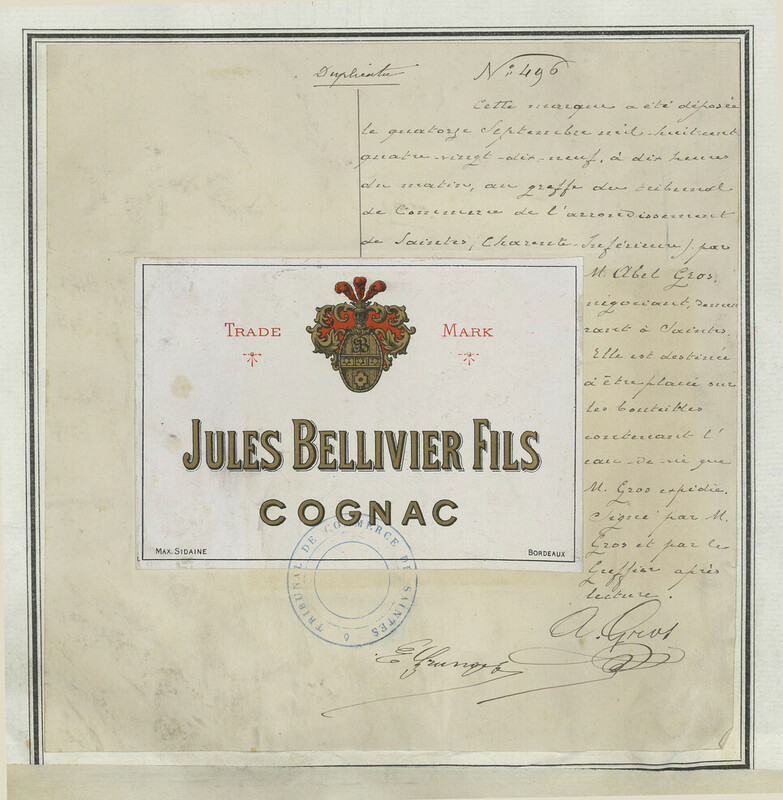 Duplicata
N° 496
Cette marque a été déposée
le quatorze Septembre mil-huit-cent
quatre-vingt-dix-neuf, à dix heures
du matin, au greffe du tribunal
de Commerce de l'arrondissement
de Saintes (Charente-Inférieure) par
M. Abel Gros,
négociant, demeu
rant à Saintes.
Elle est destinée
à être placée sur
les bouteilles
contenant l'
eau-de-vie que
M. Gros expédie.
Signé par M.
Gros et par le
Greffier après
lecture.
A. Gros
TRADE MARK
JB
JULES BELLIVIER FILS
COGNAC
MAX. SIDAINE
BORDEAUX
TRIBUNAL DE COMMERCE DE SAINTES